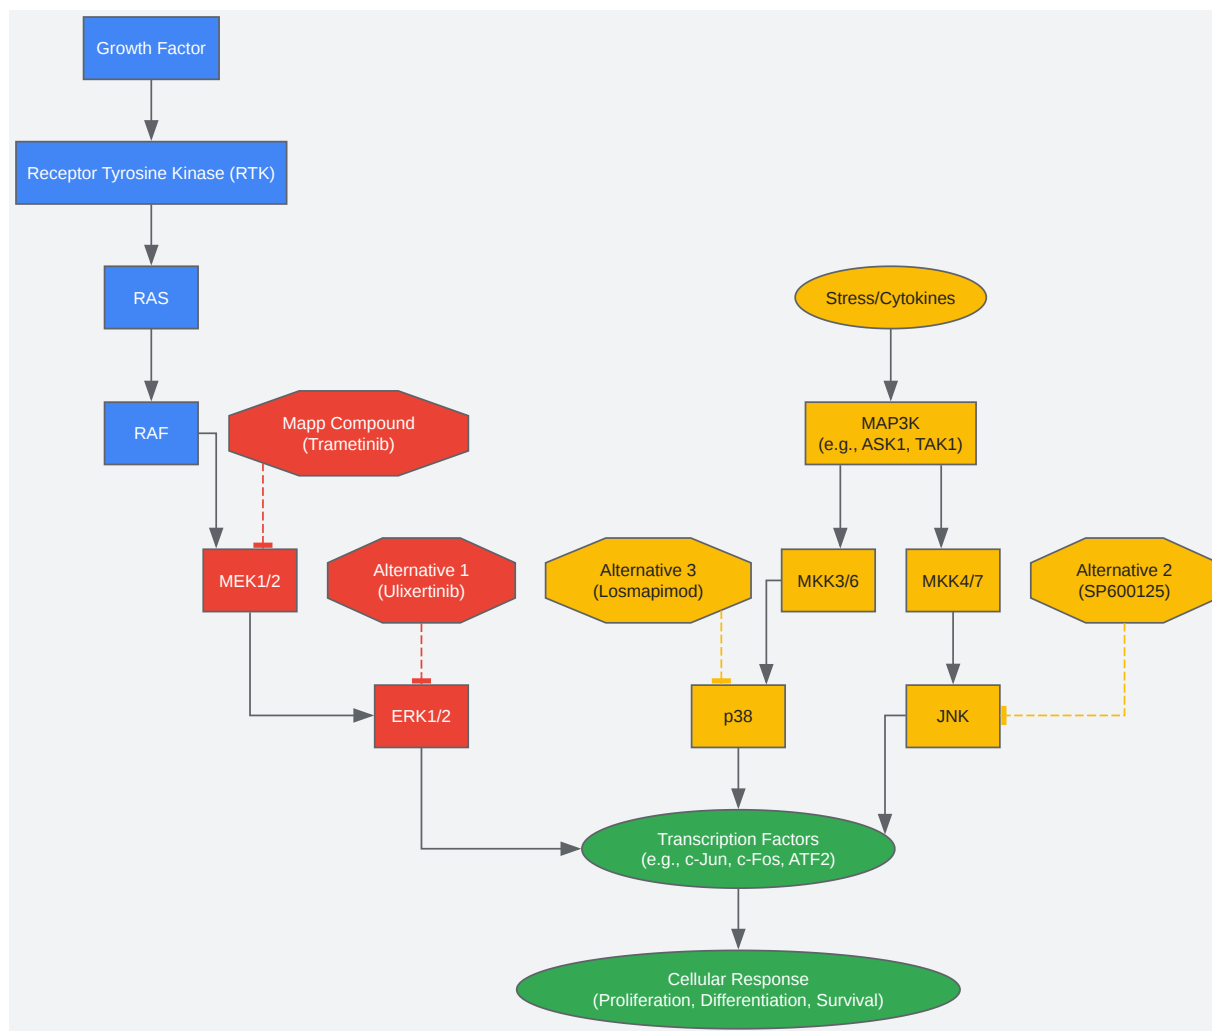 Growth Factor
Receptor Tyrosine Kinase (RTK)
RAS
Stress/Cytokines
RAF
Mapp Compound
(Trametinib)
MAP3K
(e.g., ASK1, TAK1)
MEK1/2
Alternative 1
(Ulixertinib)
Alternative 3
(Losmapimod)
MKK3/6
MKK4/7
Alternative 2
(SP600125)
ERK1/2
p38
JNK
Transcription Factors
(e.g., c-Jun, c-Fos, ATF2)
Cellular Response
(Proliferation, Differentiation, Survival)